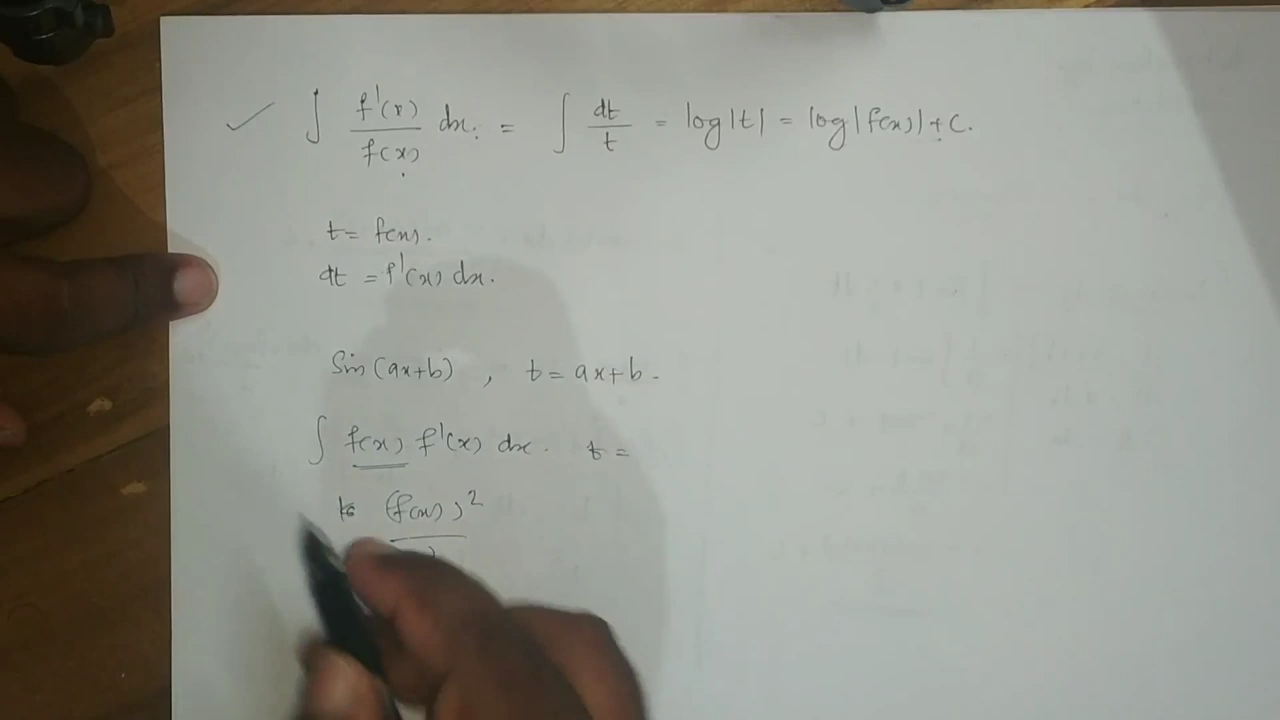 ✓ ∫ f'(x)/f(x) dx. = ∫ dt/t = log|t| = log|f(x)| + c.
t = f(x).
dt = f'(x) dx.
Sin(ax+b) , t = ax+b.
∫ f(x) f'(x) dx. t =
(f(x))²